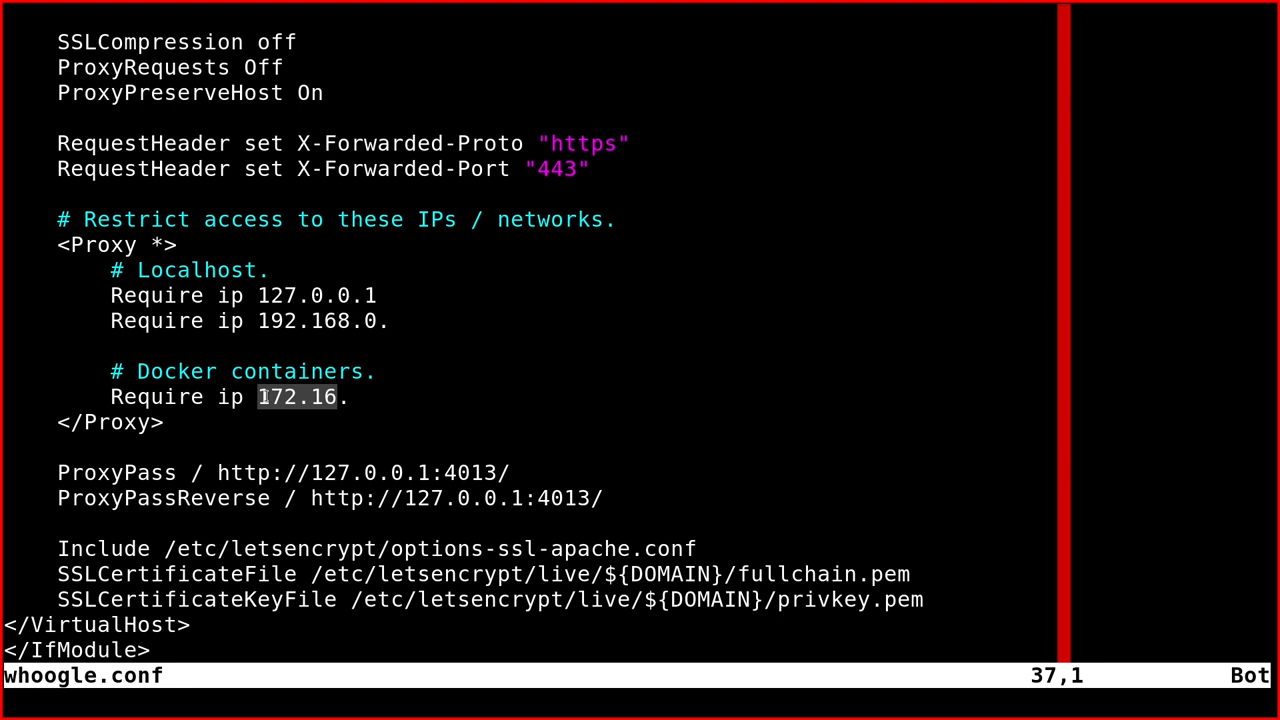 SSLCompression off
ProxyRequests Off
ProxyPreserveHost On
RequestHeader set X-Forwarded-Proto "https"
RequestHeader set X-Forwarded-Port "443"
# Restrict access to these IPs / networks.
<Proxy *>
# Localhost.
Require ip 127.0.0.1
Require ip 192.168.0.
# Docker containers.
Require ip 172.16.
</Proxy>
ProxyPass / http://127.0.0.1:4013/
ProxyPassReverse / http://127.0.0.1:4013/
Include /etc/letsencrypt/options-ssl-apache.conf
SSLCertificateFile /etc/letsencrypt/live/${DOMAIN}/fullchain.pem
SSLCertificateKeyFile /etc/letsencrypt/live/${DOMAIN}/privkey.pem
</VirtualHost>
</IfModule>
whoogle.conf 37,1 Bot